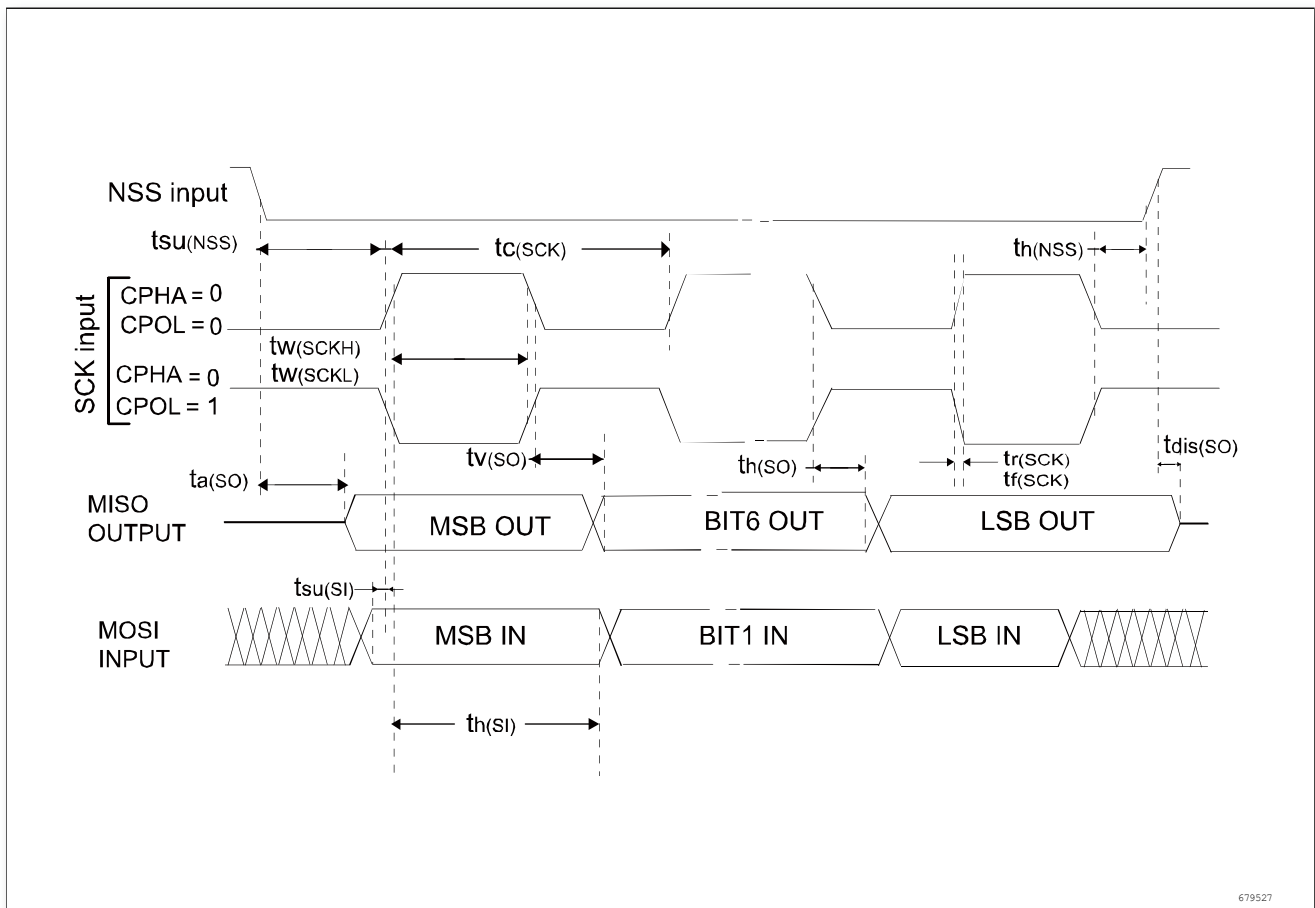 NSS input
tsu(NSS)
tc(SCK)
th(NSS)
SCK input
CPHA = 0
CPOL = 0
tw(SCKH)
tw(SCKL)
CPHA = 0
CPOL = 1
tv(SO)
th(SO)
tr(SCK)
tf(SCK)
tdis(SO)
ta(SO)
MISO
OUTPUT
MSB OUT
BIT6 OUT
LSB OUT
tsu(SI)
MOSI
INPUT
MSB IN
BIT1 IN
LSB IN
th(SI)
679527